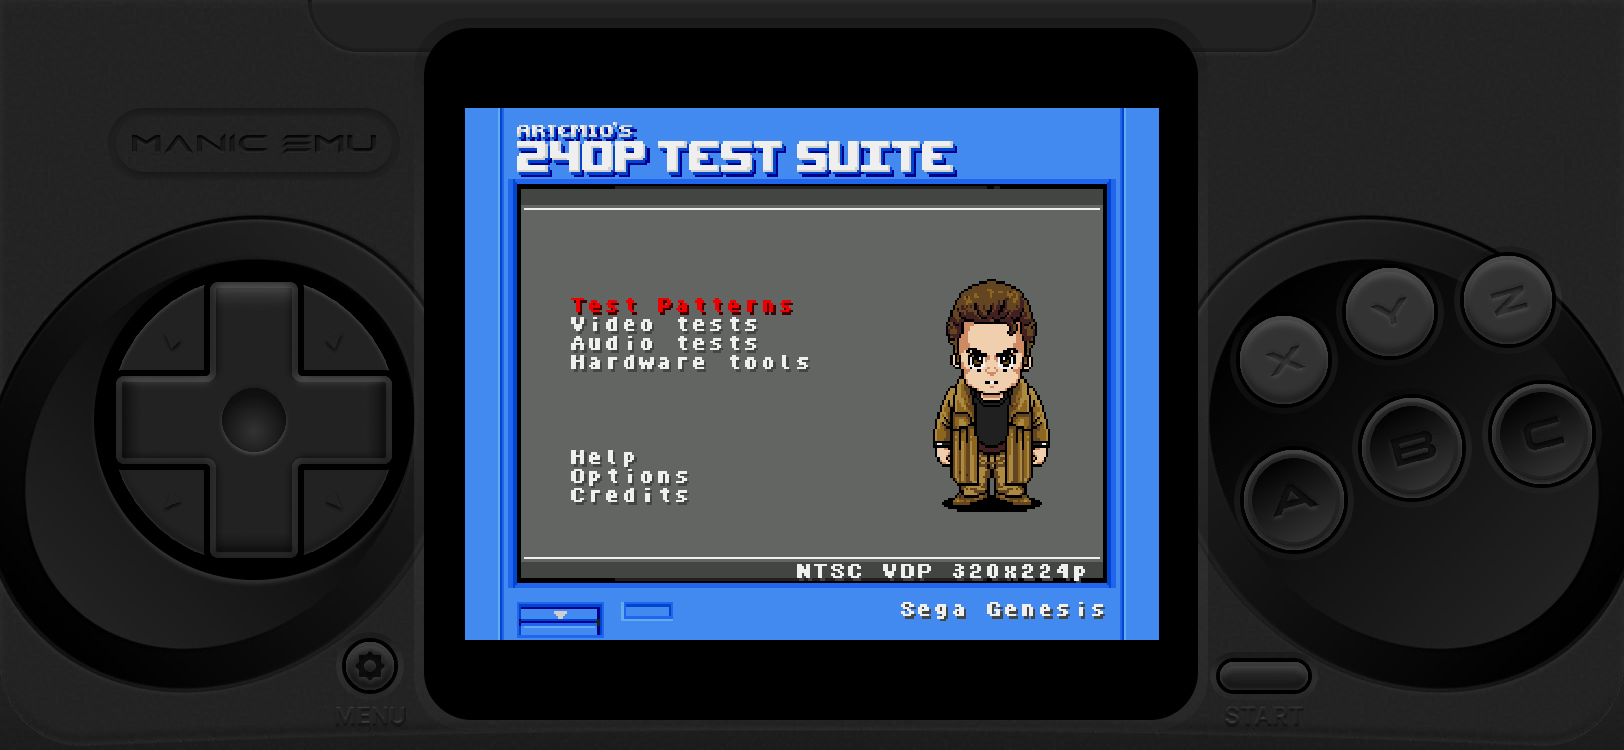 MANIC EMU
ARTEMIO'S
240P TEST SUITE
Test Patterns
Video tests
Audio tests
Hardware tools
Help
Options
Credits
NTSC VDP 320x224p
Sega Genesis
X
Y
Z
A
B
C
MENU
START